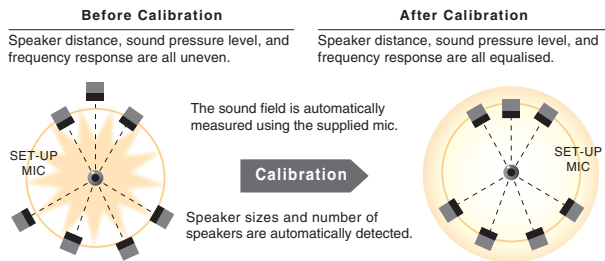 Before Calibration
Speaker distance, sound pressure level, and
frequency response are all uneven.
SET-UP
MIC
The sound field is automatically
measured using the supplied mic.
Calibration
Speaker sizes and number of
speakers are automatically detected.
After Calibration
Speaker distance, sound pressure level, and
frequency response are all equalised.
SET-UP
MIC